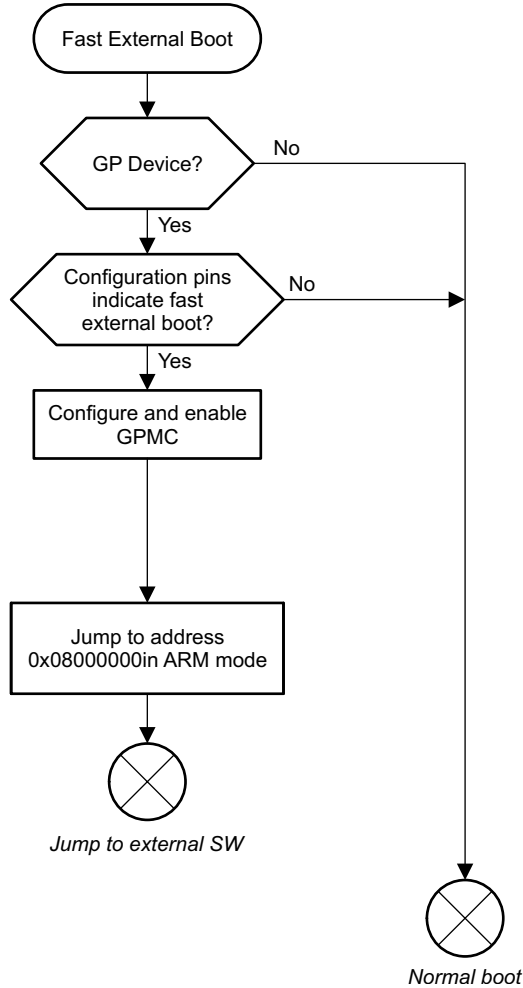 Fast External Boot
GP Device?
No
Yes
Configuration pins
indicate fast
external boot?
No
Yes
Configure and enable
GPMC
Jump to address
0x08000000in ARM mode
Jump to external SW
Normal boot